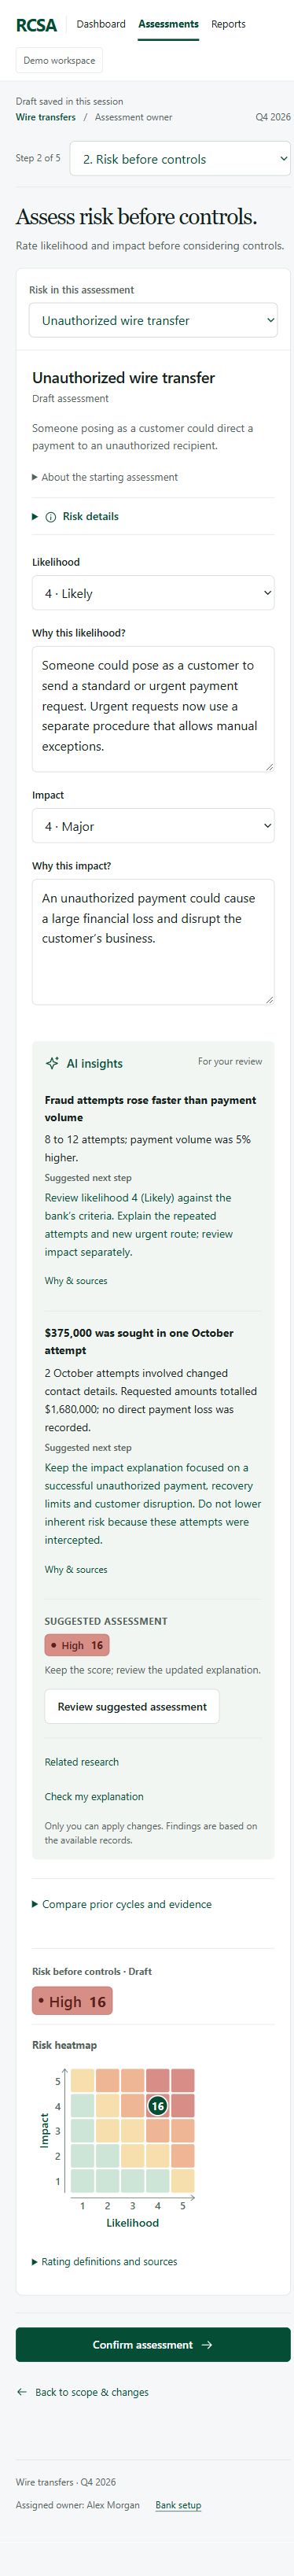 RCSA
Dashboard Assessments Reports
Demo workspace
Draft saved in this session
Wire transfers / Assessment owner Q4 2026
Step 2 of 5 2. Risk before controls
Assess risk before controls.
Rate likelihood and impact before considering controls.
Risk in this assessment
Unauthorized wire transfer
Unauthorized wire transfer
Draft assessment
Someone posing as a customer could direct a
payment to an unauthorized recipient.
About the starting assessment
Risk details
Likelihood
4 · Likely
Why this likelihood?
Someone could pose as a customer to
send a standard or urgent payment
request. Urgent requests now use a
separate procedure that allows manual
exceptions.
Impact
4 · Major
Why this impact?
An unauthorized payment could cause
a large financial loss and disrupt the
customer's business.
AI insights For your review
Fraud attempts rose faster than payment
volume
8 to 12 attempts; payment volume was 5%
higher.
Suggested next step
Review likelihood 4 (Likely) against the
bank's criteria. Explain the repeated
attempts and new urgent route; review
impact separately.
Why & sources
$375,000 was sought in one October
attempt
2 October attempts involved changed
contact details. Requested amounts totalled
$1,680,000; no direct payment loss was
recorded.
Suggested next step
Keep the impact explanation focused on a
successful unauthorized payment, recovery
limits and customer disruption. Do not lower
inherent risk because these attempts were
intercepted.
Why & sources
SUGGESTED ASSESSMENT
High 16
Keep the score; review the updated explanation.
Review suggested assessment
Related research
Check my explanation
Only you can apply changes. Findings are based on
the available records.
Compare prior cycles and evidence
Risk before controls · Draft
High 16
Risk heatmap
5
4 16
3
2
1
Impact
1 2 3 4 5
Likelihood
Rating definitions and sources
Confirm assessment →
← Back to scope & changes
Wire transfers · Q4 2026
Assigned owner: Alex Morgan Bank setup